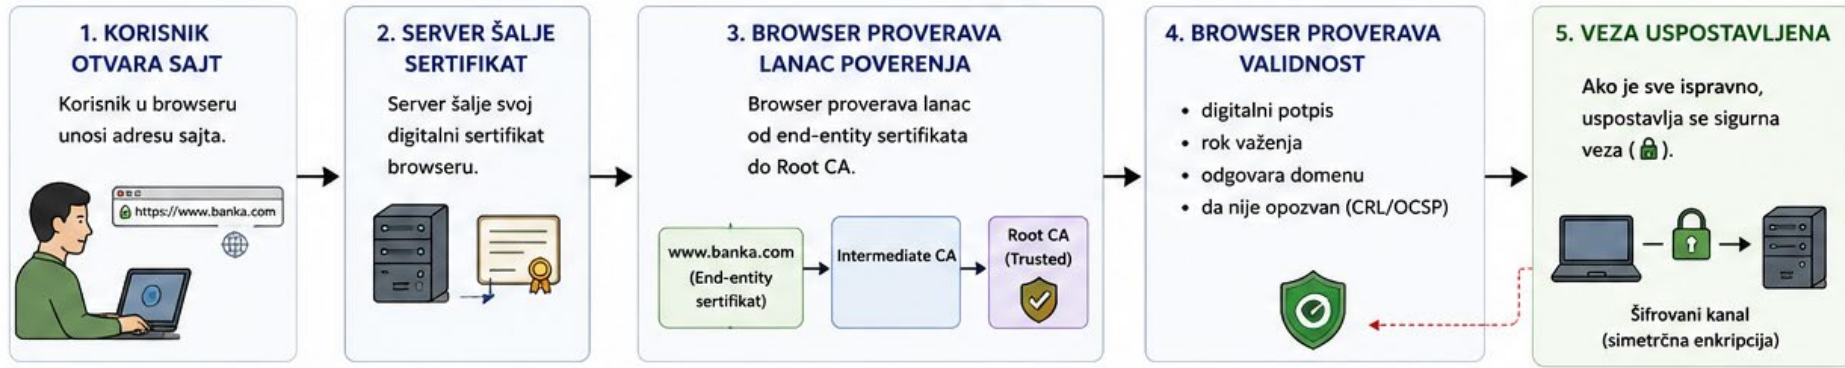 1. KORISNIK
OTVARA SAJT
Korisnik u browseru
unosi adresu sajta.
https://www.banka.com
2. SERVER ŠALJE
SERTIFIKAT
Server šalje svoj
digitalni sertifikat
browseru.
3. BROWSER PROVERAVA
LANAC POVERENJA
Browser proverava lanac
od end-entity sertifikata
do Root CA.
www.banka.com
(End-entity
sertifikat)
Intermediate CA
Root CA
(Trusted)
4. BROWSER PROVERAVA
VALIDNOST
• digitalni potpis
• rok važenja
• odgovara domenu
• da nije opozvan (CRL/OCSP)
5. VEZA USPOSTAVLJENA
Ako je sve ispravno,
uspostavlja se sigurna
veza (🔒).
Šifrovani kanal
(simetrčna enkripcija)